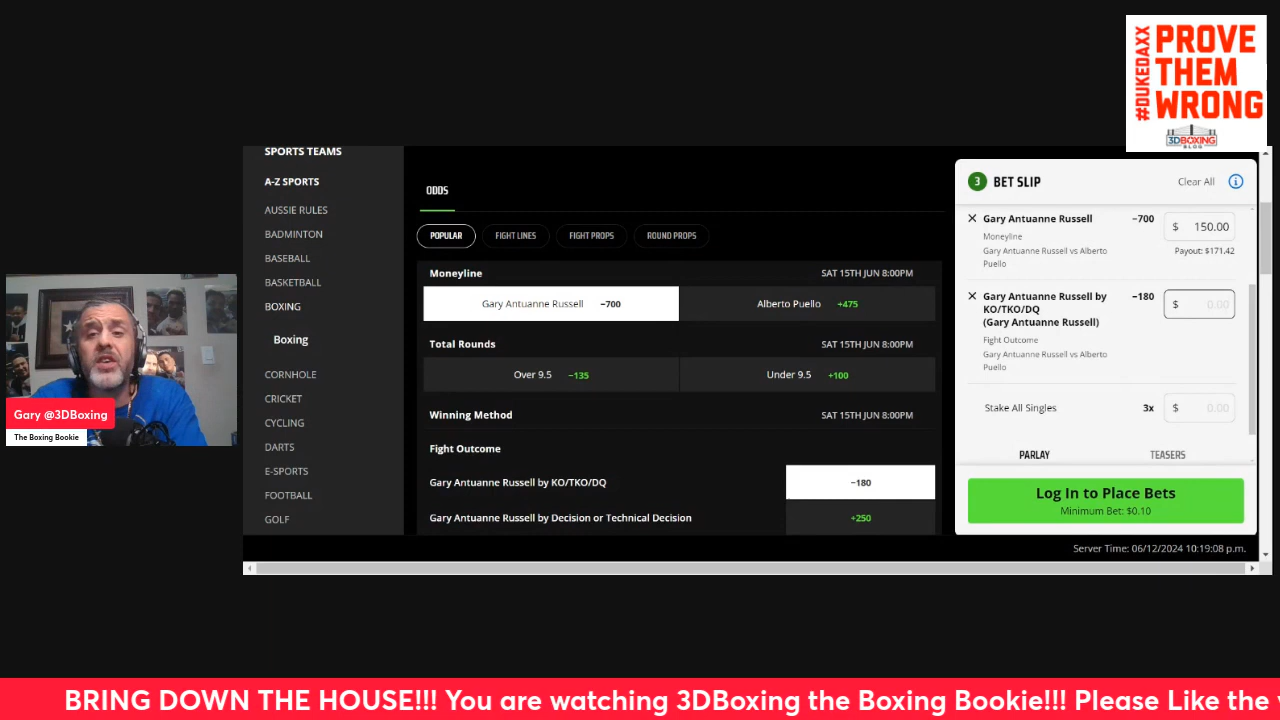 #DUKEDAXX
PROVE
THEM
WRONG
3DBOXING
BLOG
SPORTS TEAMS
A-Z SPORTS
AUSSIE RULES
BADMINTON
BASEBALL
BASKETBALL
BOXING
Boxing
CORNHOLE
CRICKET
CYCLING
DARTS
E-SPORTS
FOOTBALL
GOLF
ODDS
POPULAR FIGHT LINES FIGHT PROPS ROUND PROPS
Moneyline SAT 15TH JUN 8:00PM
Gary Antuanne Russell −700 Alberto Puello +475
Total Rounds SAT 15TH JUN 8:00PM
Over 9.5 −135 Under 9.5 +100
Winning Method SAT 15TH JUN 8:00PM
Fight Outcome
Gary Antuanne Russell by KO/TKO/DQ −180
Gary Antuanne Russell by Decision or Technical Decision +250
3 BET SLIP Clear All
Gary Antuanne Russell −700 $ 150.00
Moneyline
Gary Antuanne Russell vs Alberto Payout: $171.42
Puello
Gary Antuanne Russell by −180 $ 0.00
KO/TKO/DQ
(Gary Antuanne Russell)
Fight Outcome
Gary Antuanne Russell vs Alberto
Puello
Stake All Singles 3x $ 0.00
PARLAY TEASERS
Log In to Place Bets
Minimum Bet: $0.10
Server Time: 06/12/2024 10:19:08 p.m.
Gary @3DBoxing
The Boxing Bookie
BRING DOWN THE HOUSE!!! You are watching 3DBoxing the Boxing Bookie!!! Please Like the